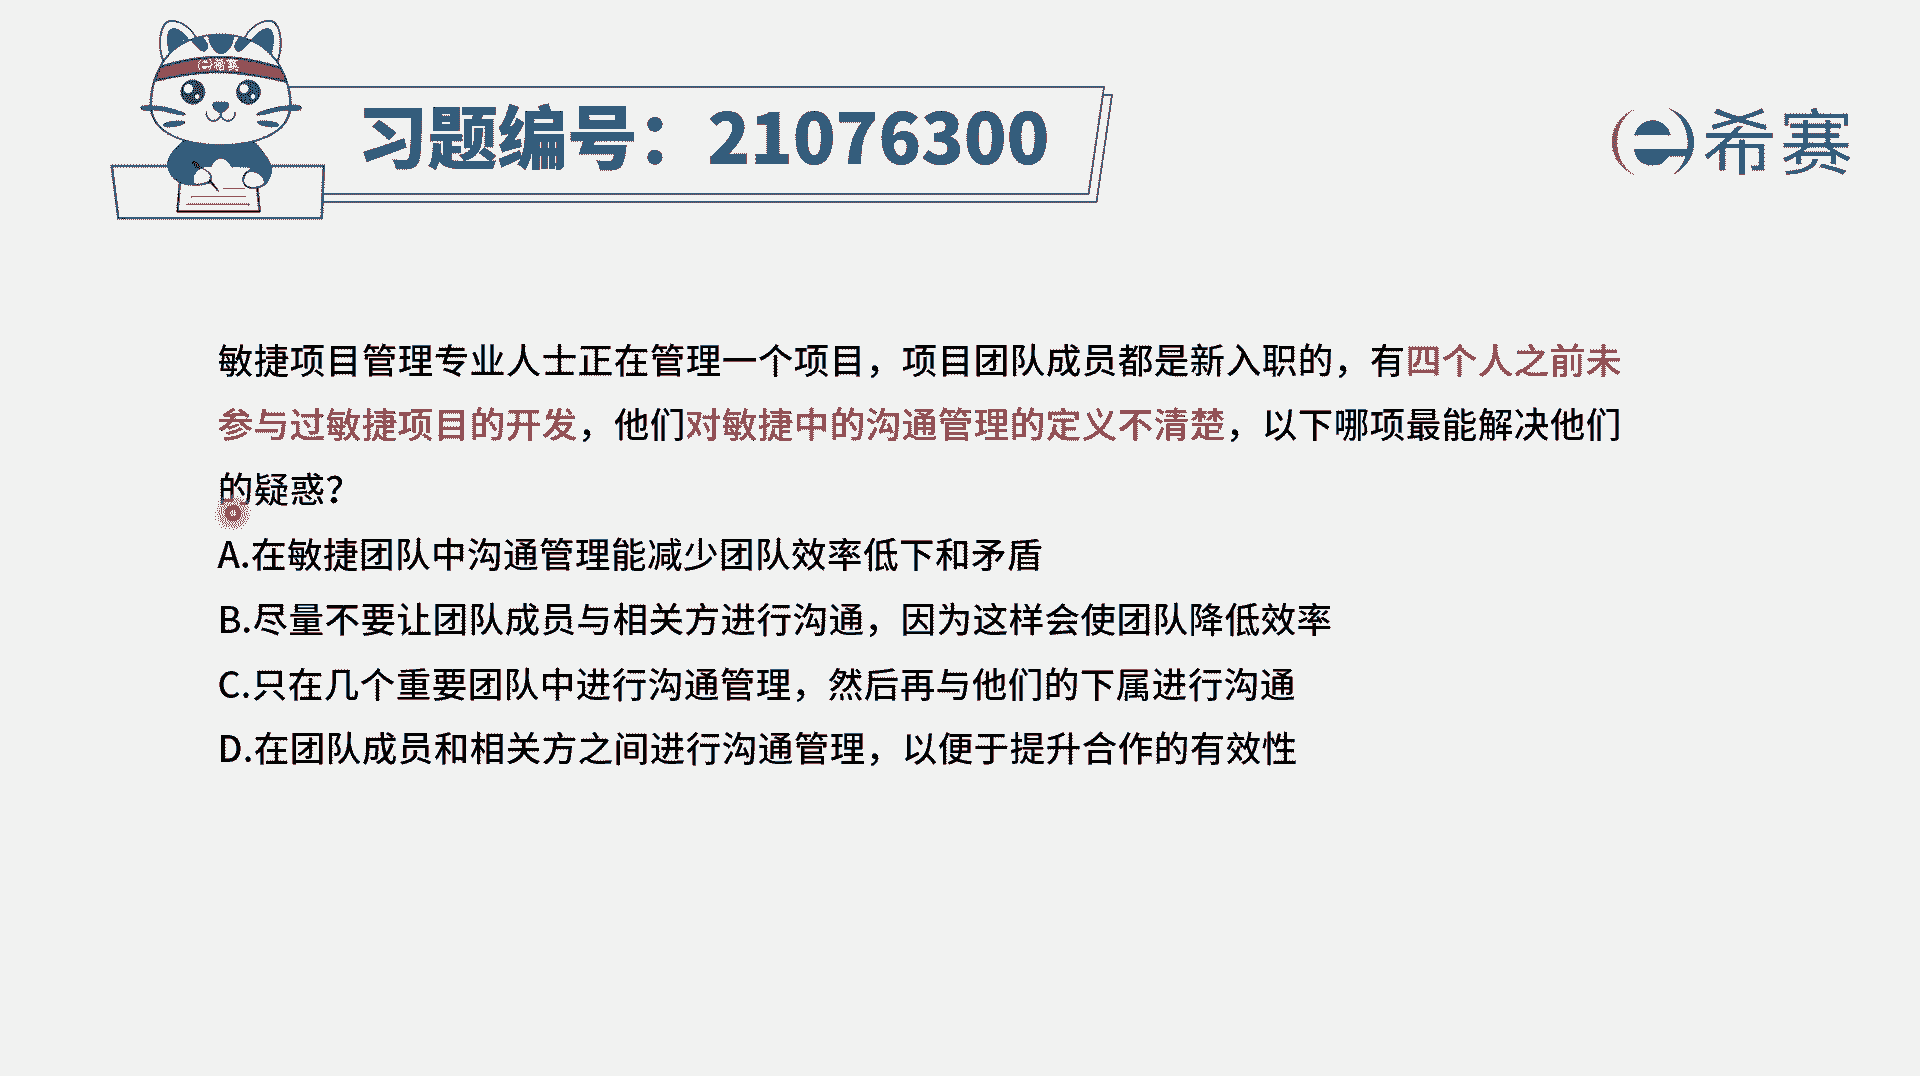 e希赛
习题编号：21076300
e希赛
敏捷项目管理专业人士正在管理一个项目，项目团队成员都是新入职的，有四个人之前未
参与过敏捷项目的开发，他们对敏捷中的沟通管理的定义不清楚，以下哪项最能解决他们
的疑惑？
A.在敏捷团队中沟通管理能减少团队效率低下和矛盾
B.尽量不要让团队成员与相关方进行沟通，因为这样会使团队降低效率
C.只在几个重要团队中进行沟通管理，然后再与他们的下属进行沟通
D.在团队成员和相关方之间进行沟通管理，以便于提升合作的有效性